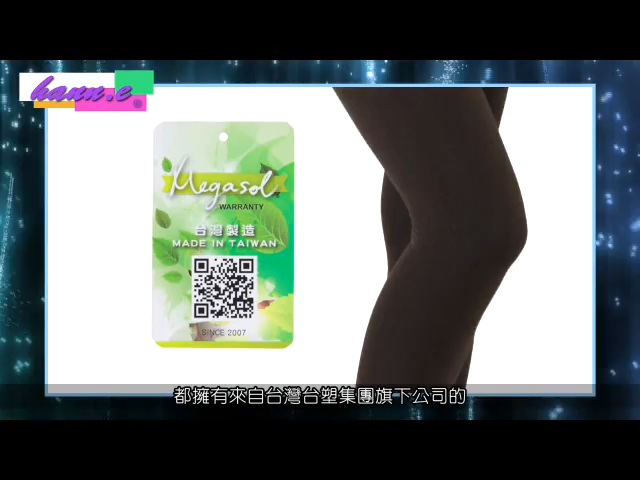 hann.e
Megasol
WARRANTY
台灣製造
MADE IN TAIWAN
SINCE 2007
都擁有來自台灣台塑集團旗下公司的